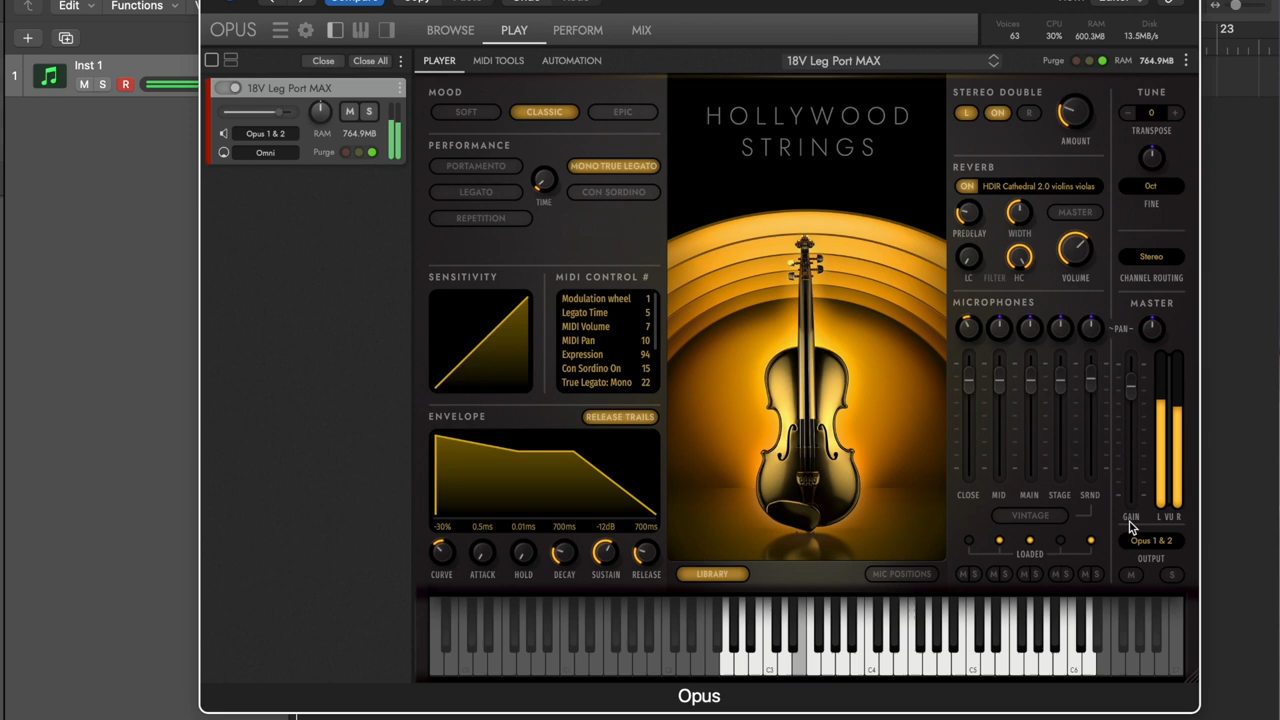 Edit Functions
1
Inst 1
M S R
OPUS
BROWSE PLAY PERFORM MIX
Voices 63
CPU 30%
RAM 600.3MB
Disk 13.5MB/s
23
Close Close All
PLAYER MIDI TOOLS AUTOMATION
18V Leg Port MAX
Purge RAM 764.9MB
18V Leg Port MAX
M S
Opus 1 & 2 RAM 764.9MB
Omni Purge
MOOD
SOFT CLASSIC EPIC
PERFORMANCE
PORTAMENTO MONO TRUE LEGATO
LEGATO CON SORDINO
TIME
REPETITION
SENSITIVITY
MIDI CONTROL #
Modulation wheel 1
Legato Time 5
MIDI Volume 7
MIDI Pan 10
Expression 94
Con Sordino On 15
True Legato: Mono 22
ENVELOPE RELEASE TRAILS
-30% 0.5ms 0.01ms 700ms -12dB 700ms
CURVE ATTACK HOLD DECAY SUSTAIN RELEASE
HOLLYWOOD
STRINGS
LIBRARY MIC POSITIONS
STEREO DOUBLE
L ON R
AMOUNT
REVERB
ON HDIR Cathedral 2.0 violins violas
PREDELAY WIDTH MASTER
LC FILTER HC VOLUME
MICROPHONES
PAN
CLOSE MID MAIN STAGE SRND
VINTAGE
LOADED
M S M S M S M S M S
TUNE
- 0 +
TRANSPOSE
0ct
FINE
Stereo
CHANNEL ROUTING
MASTER
GAIN L VU R
Opus 1 & 2
OUTPUT
M S
C3 C4 C5 C6
Opus